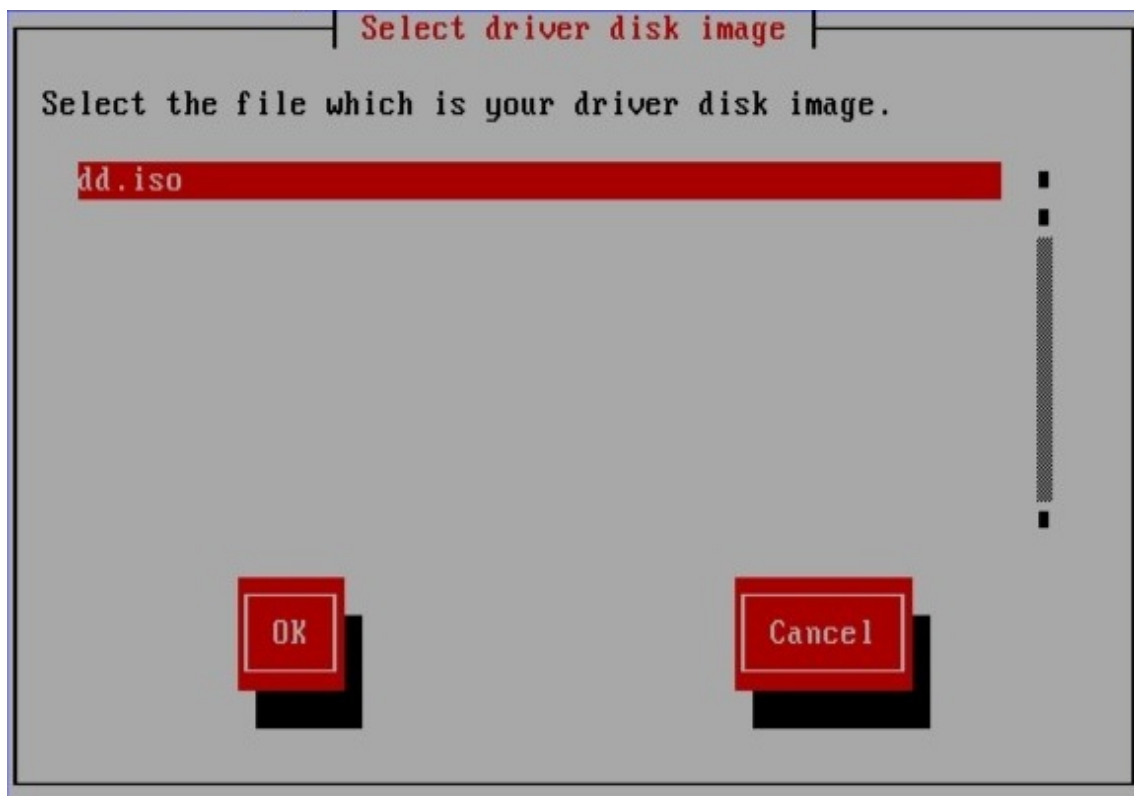 Select driver disk image
Select the file which is your driver disk image.
dd.iso
OK
Cancel